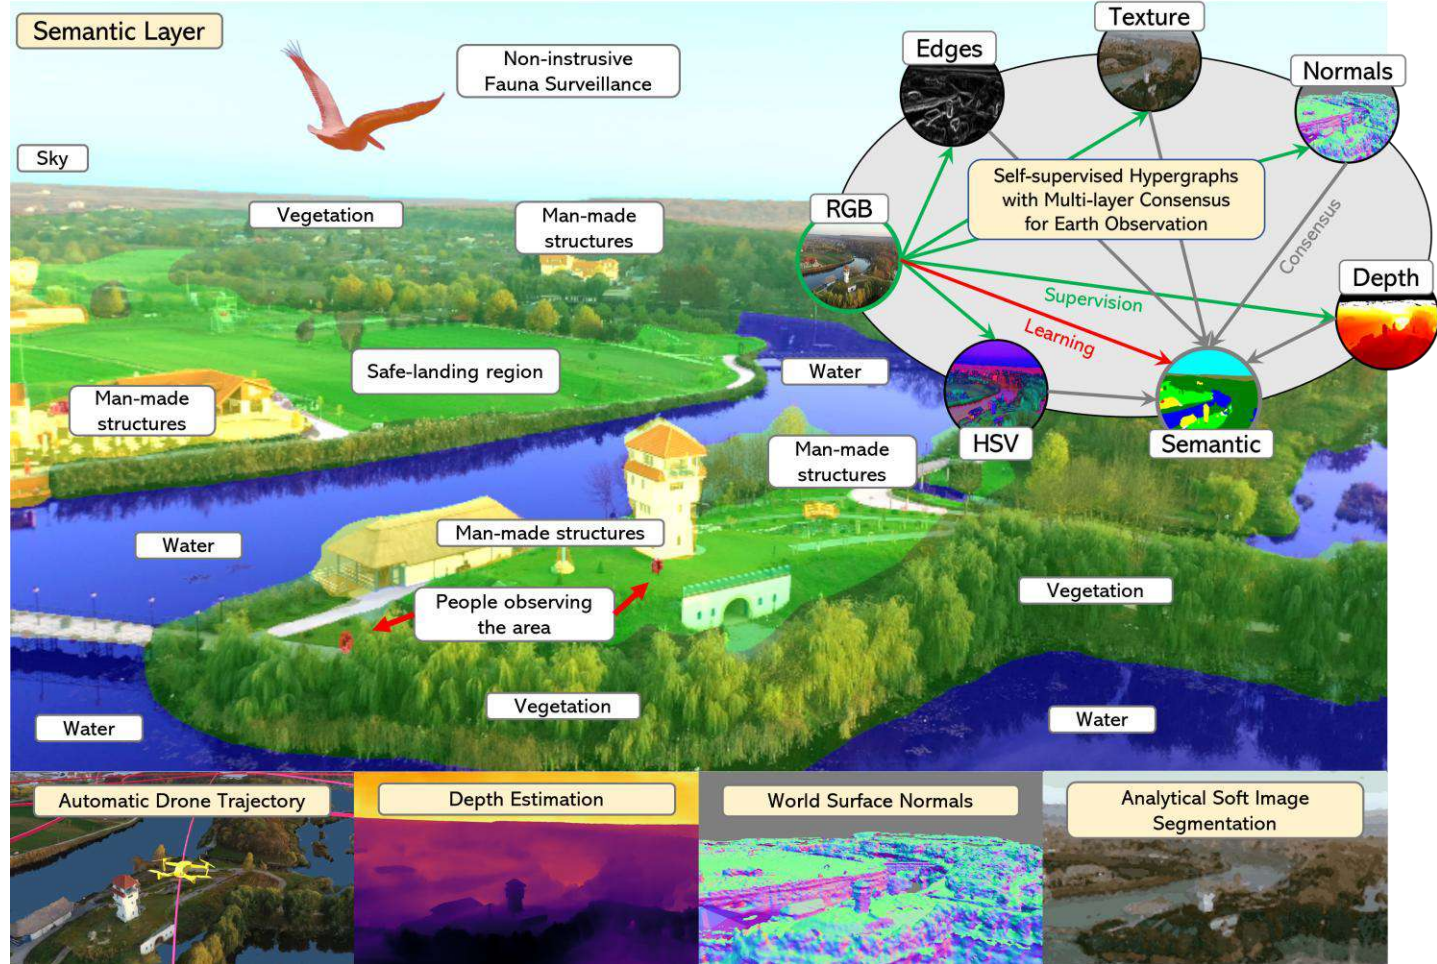 Semantic Layer
Non-instrusive
Fauna Surveillance
Sky
Vegetation
Man-made
structures
Safe-landing region
Man-made
structures
Water
Man-made
structures
Man-made structures
Water
People observing
the area
Vegetation
Vegetation
Water
Water
Texture
Edges
Normals
Self-supervised Hypergraphs
with Multi-layer Consensus
for Earth Observation
RGB
Consensus
Depth
Supervision
Learning
HSV
Semantic
Automatic Drone Trajectory
Depth Estimation
World Surface Normals
Analytical Soft Image
Segmentation